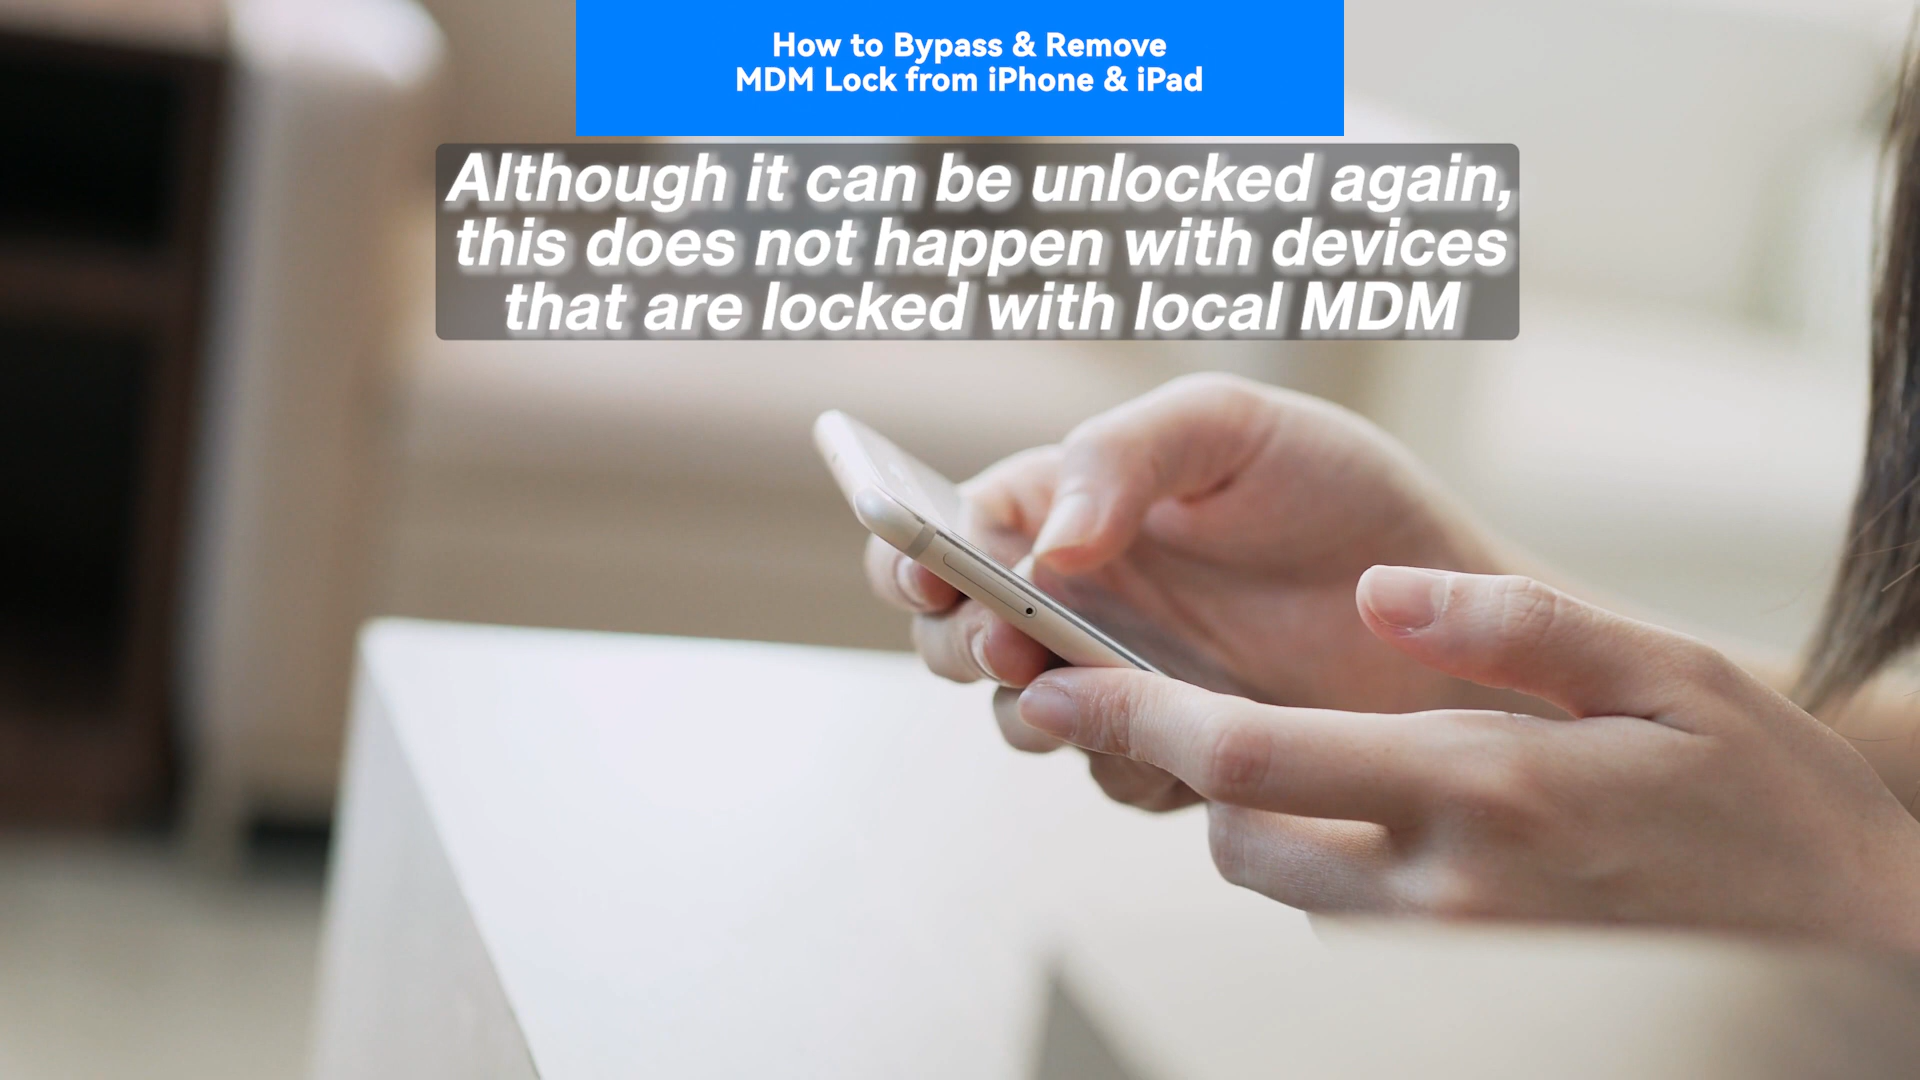 How to Bypass & Remove
MDM Lock from iPhone & iPad
Although it can be unlocked again,
this does not happen with devices
that are locked with local MDM